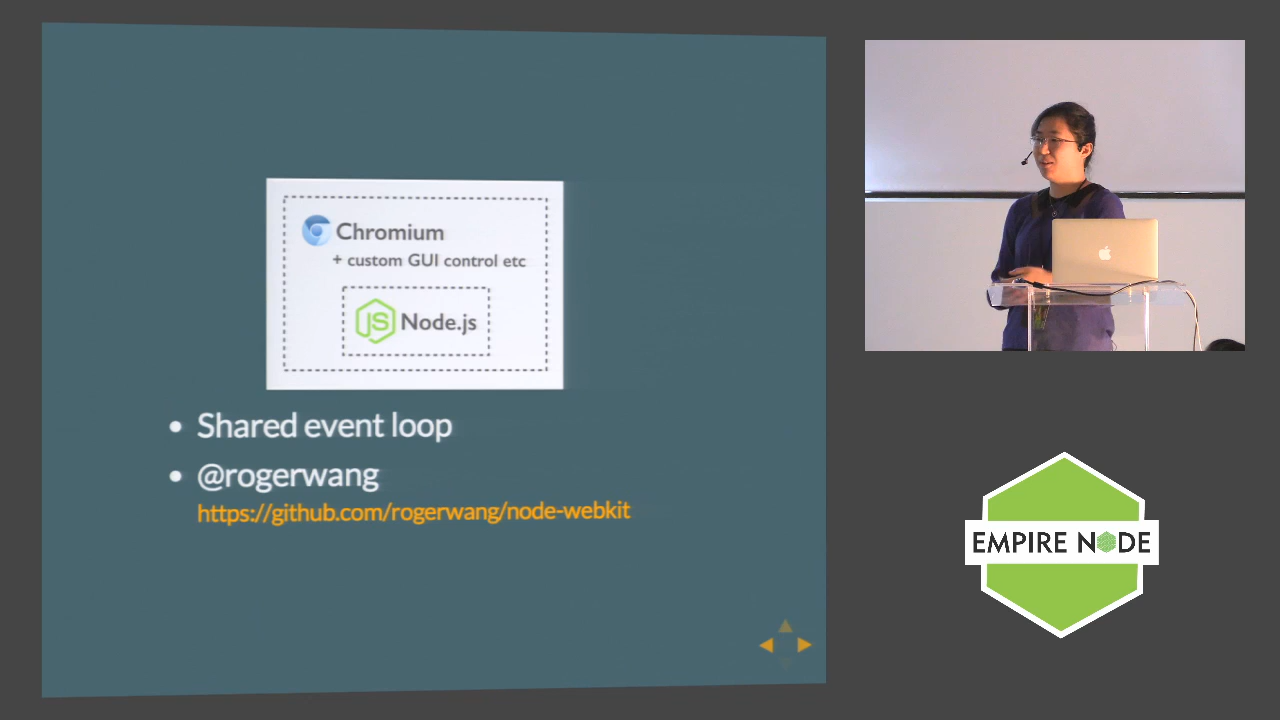 Chromium
+ custom GUI control etc
JS Node.js
• Shared event loop
• @rogerwang
https://github.com/rogerwang/node-webkit
EMPIRE NODE